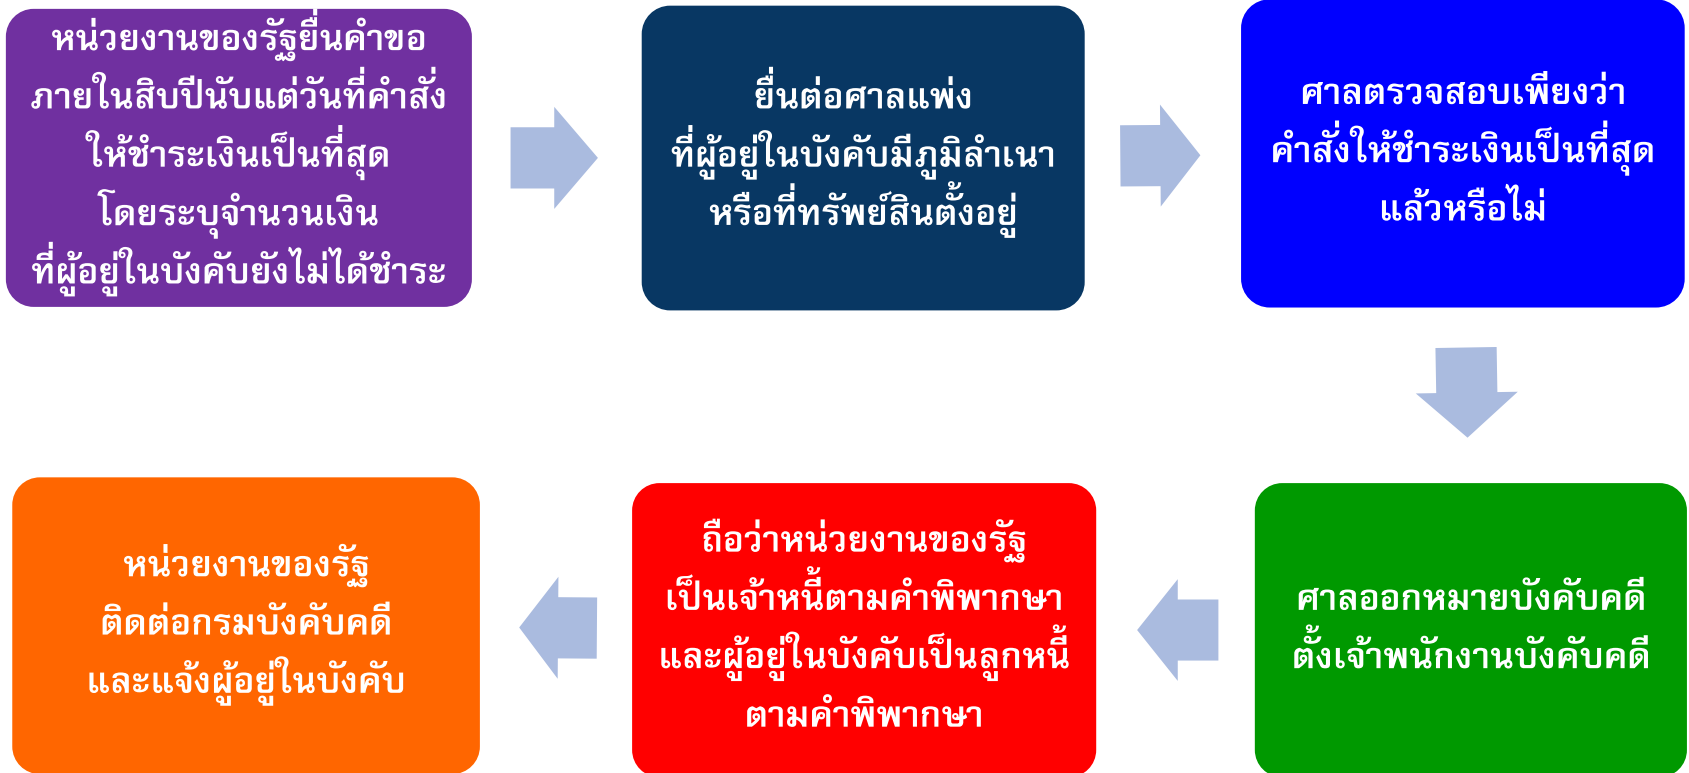 หน่วยงานของรัฐยื่นคำขอ
ภายในสิบปีนับแต่วันที่คำสั่ง
ให้ชำระเงินเป็นที่สุด
โดยระบุจำนวนเงิน
ที่ผู้อยู่ในบังคับยังไม่ได้ชำระ
ยื่นต่อศาลแพ่ง
ที่ผู้อยู่ในบังคับมีภูมิลำเนา
หรือที่ทรัพย์สินตั้งอยู่
ศาลตรวจสอบเพียงว่า
คำสั่งให้ชำระเงินเป็นที่สุด
แล้วหรือไม่
ศาลออกหมายบังคับคดี
ตั้งเจ้าพนักงานบังคับคดี
ถือว่าหน่วยงานของรัฐ
เป็นเจ้าหนี้ตามคำพิพากษา
และผู้อยู่ในบังคับเป็นลูกหนี้
ตามคำพิพากษา
หน่วยงานของรัฐ
ติดต่อกรมบังคับคดี
และแจ้งผู้อยู่ในบังคับ